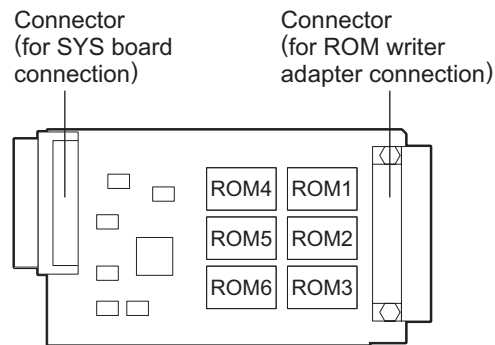 Connector
(for SYS board
connection)
Connector
(for ROM writer
adapter connection)
ROM4 ROM1
ROM5 ROM2
ROM6 ROM3